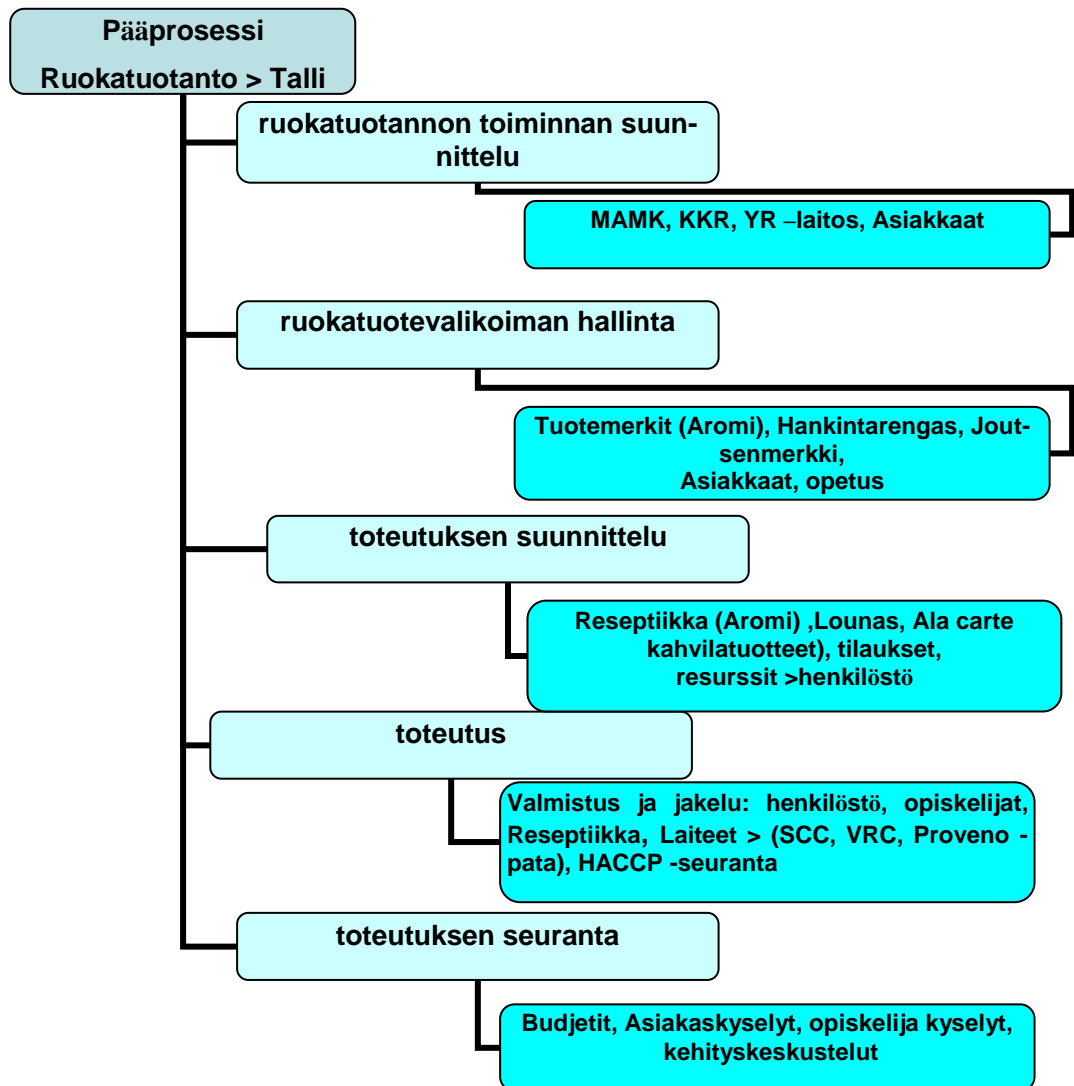 Pääprosessi
Ruokatuotanto > Talli
ruokatuotannon toiminnan suun-
nittelu
MAMK, KKR, YR –laitos, Asiakkaat
ruokatuotevalikoiman hallinta
Tuotemerkit (Aromi), Hankintarengas, Jout-
senmerkki,
Asiakkaat, opetus
toteutuksen suunnittelu
Reseptiikka (Aromi) ,Lounas, Ala carte
kahvilatuotteet), tilaukset,
resurssit >henkilöstö
toteutus
Valmistus ja jakelu: henkilöstö, opiskelijat,
Reseptiikka, Laiteet > (SCC, VRC, Proveno -
pata), HACCP -seuranta
toteutuksen seuranta
Budjetit, Asiakaskyselyt, opiskelija kyselyt,
kehityskeskustelut